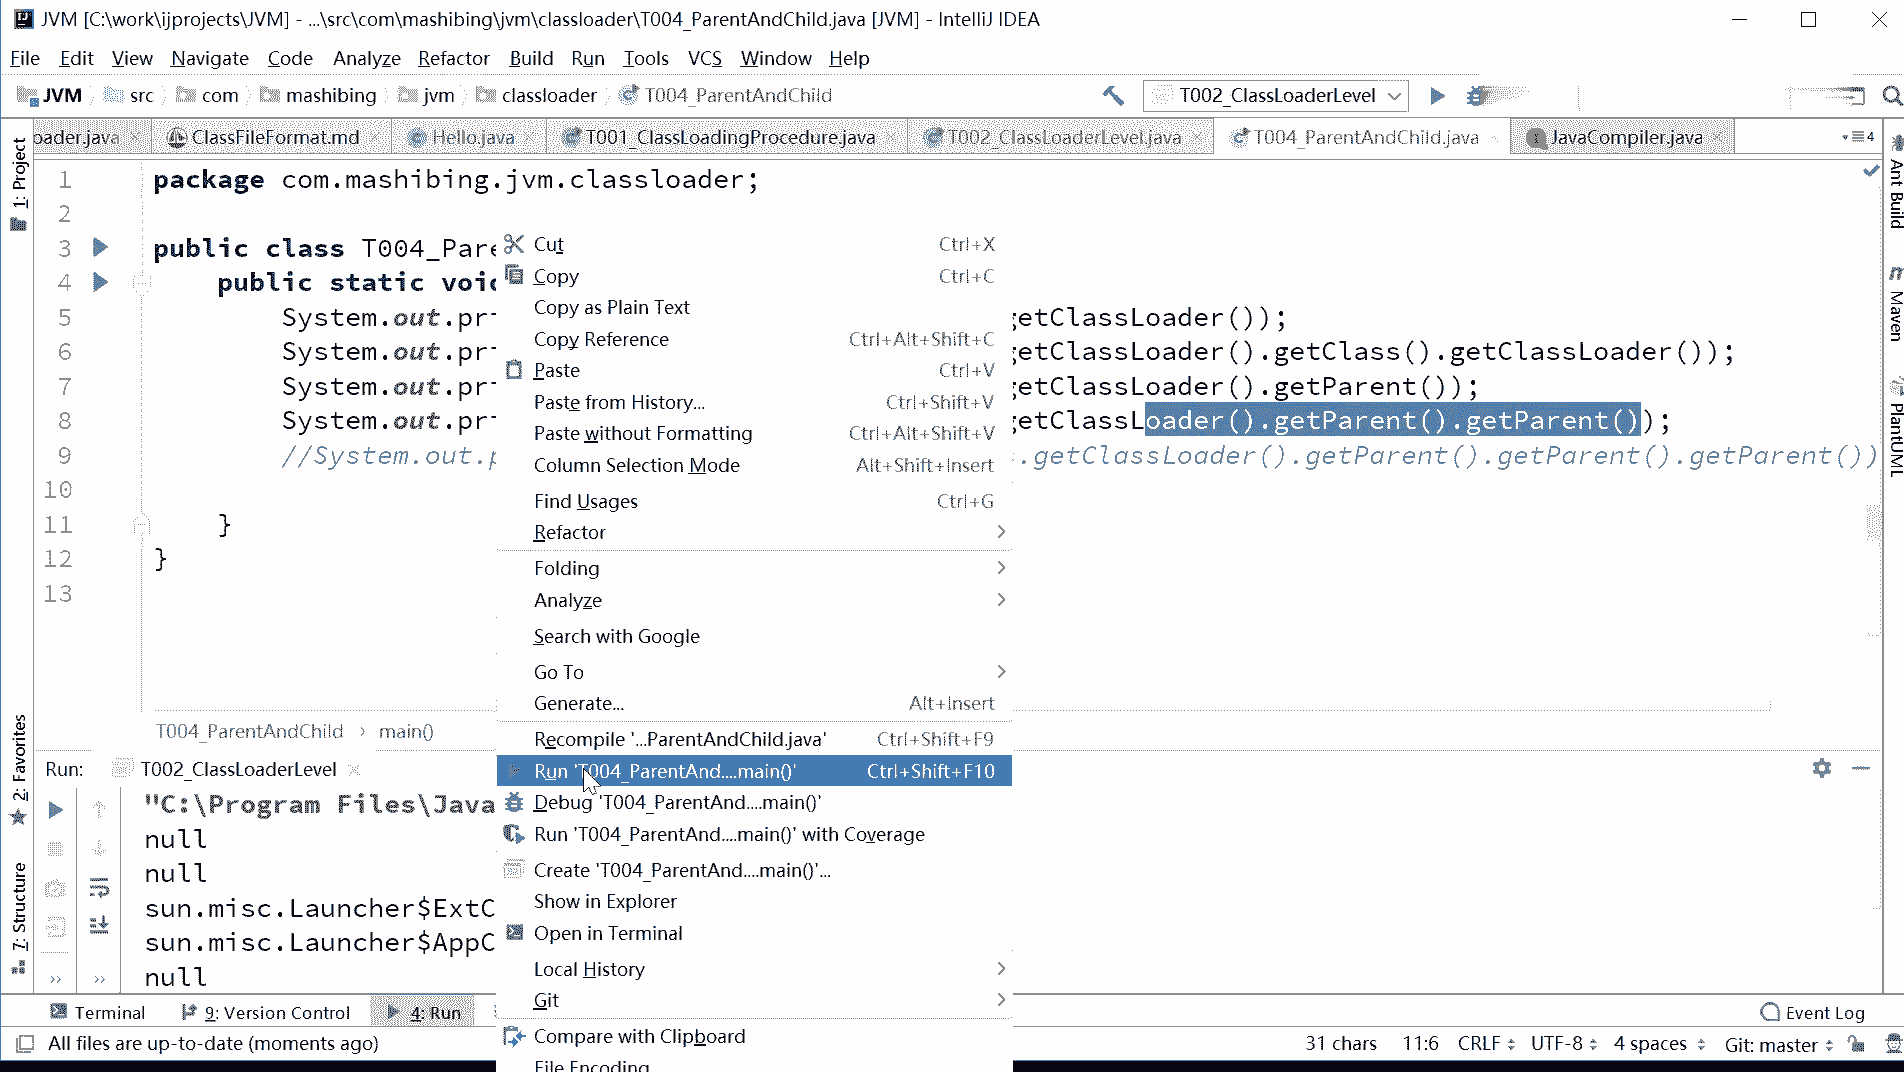 JVM [C:\work\ijprojects\JVM] - ...\src\com\mashibing\jvm\classloader\T004_ParentAndChild.java [JVM] - IntelliJ IDEA
File Edit View Navigate Code Analyze Refactor Build Run Tools VCS Window Help
JVM src com mashibing jvm classloader T004_ParentAndChild T002_ClassLoaderLevel
oader.java ClassFileFormat.md Hello.java T001_ClassLoadingProcedure.java T002_ClassLoaderLevel.java T004_ParentAndChild.java JavaCompiler.java 4
1: Project
Ant Build
Maven
PlantUML
1 package com.mashibing.jvm.classloader;
2
3 public class T004_Pare
4 public static void
5 System.out.pr etClassLoader());
6 System.out.pr etClassLoader().getClass().getClassLoader());
7 System.out.pr etClassLoader().getParent());
8 System.out.pr etClassLoader().getParent().getParent());
9 //System.out.p .getClassLoader().getParent().getParent().getParent())
10
11 }
12 }
13
Cut Ctrl+X
Copy Ctrl+C
Copy as Plain Text
Copy Reference Ctrl+Alt+Shift+C
Paste Ctrl+V
Paste from History... Ctrl+Shift+V
Paste without Formatting Ctrl+Alt+Shift+V
Column Selection Mode Alt+Shift+Insert
Find Usages Ctrl+G
Refactor
Folding
Analyze
Search with Google
Go To
Generate... Alt+Insert
Recompile '...ParentAndChild.java' Ctrl+Shift+F9
Run 'T004_ParentAnd....main()' Ctrl+Shift+F10
Debug 'T004_ParentAnd....main()'
Run 'T004_ParentAnd....main()' with Coverage
Create 'T004_ParentAnd....main()'...
Show in Explorer
Open in Terminal
Local History
Git
Compare with Clipboard
File Encoding
T004_ParentAndChild › main()
2: Favorites
7: Structure
Run: T002_ClassLoaderLevel
"C:\Program Files\Java
null
null
sun.misc.Launcher$ExtC
sun.misc.Launcher$AppC
null
Terminal 9: Version Control 4: Run Event Log
All files are up-to-date (moments ago) 31 chars 11:6 CRLF UTF-8 4 spaces Git: master